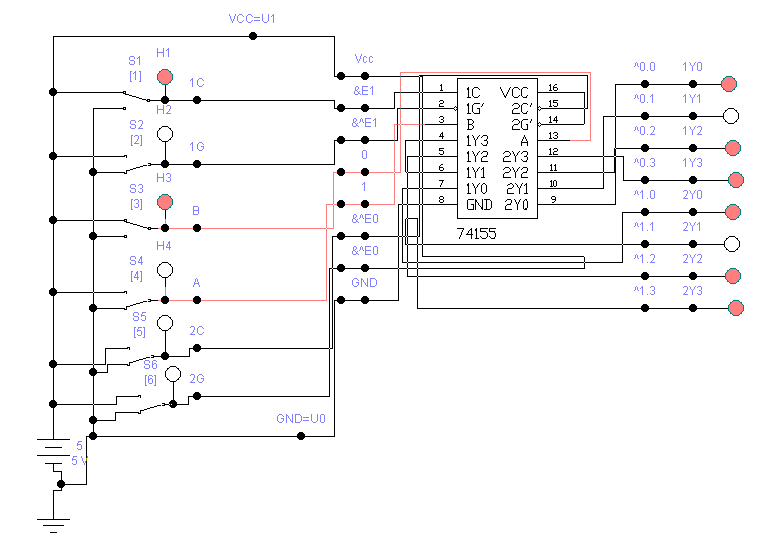 VCC=U1
S1
[1]
H1
1C
H2
S2
[2]
1G
H3
S3
[3]
B
H4
S4
[4]
A
S5
[5]
2C
S6
[6]
2G
GND=U0
5
5 V
Vcc
&E1
&^E1
0
1
&^E0
&^E0
GND
1 1C VCC 16
2 1G' 2C' 15
3 B 2G' 14
4 1Y3 A 13
5 1Y2 2Y3 12
6 1Y1 2Y2 11
7 1Y0 2Y1 10
8 GND 2Y0 9
74155
^0.0 1Y0
^0.1 1Y1
^0.2 1Y2
^0.3 1Y3
^1.0 2Y0
^1.1 2Y1
^1.2 2Y2
^1.3 2Y3